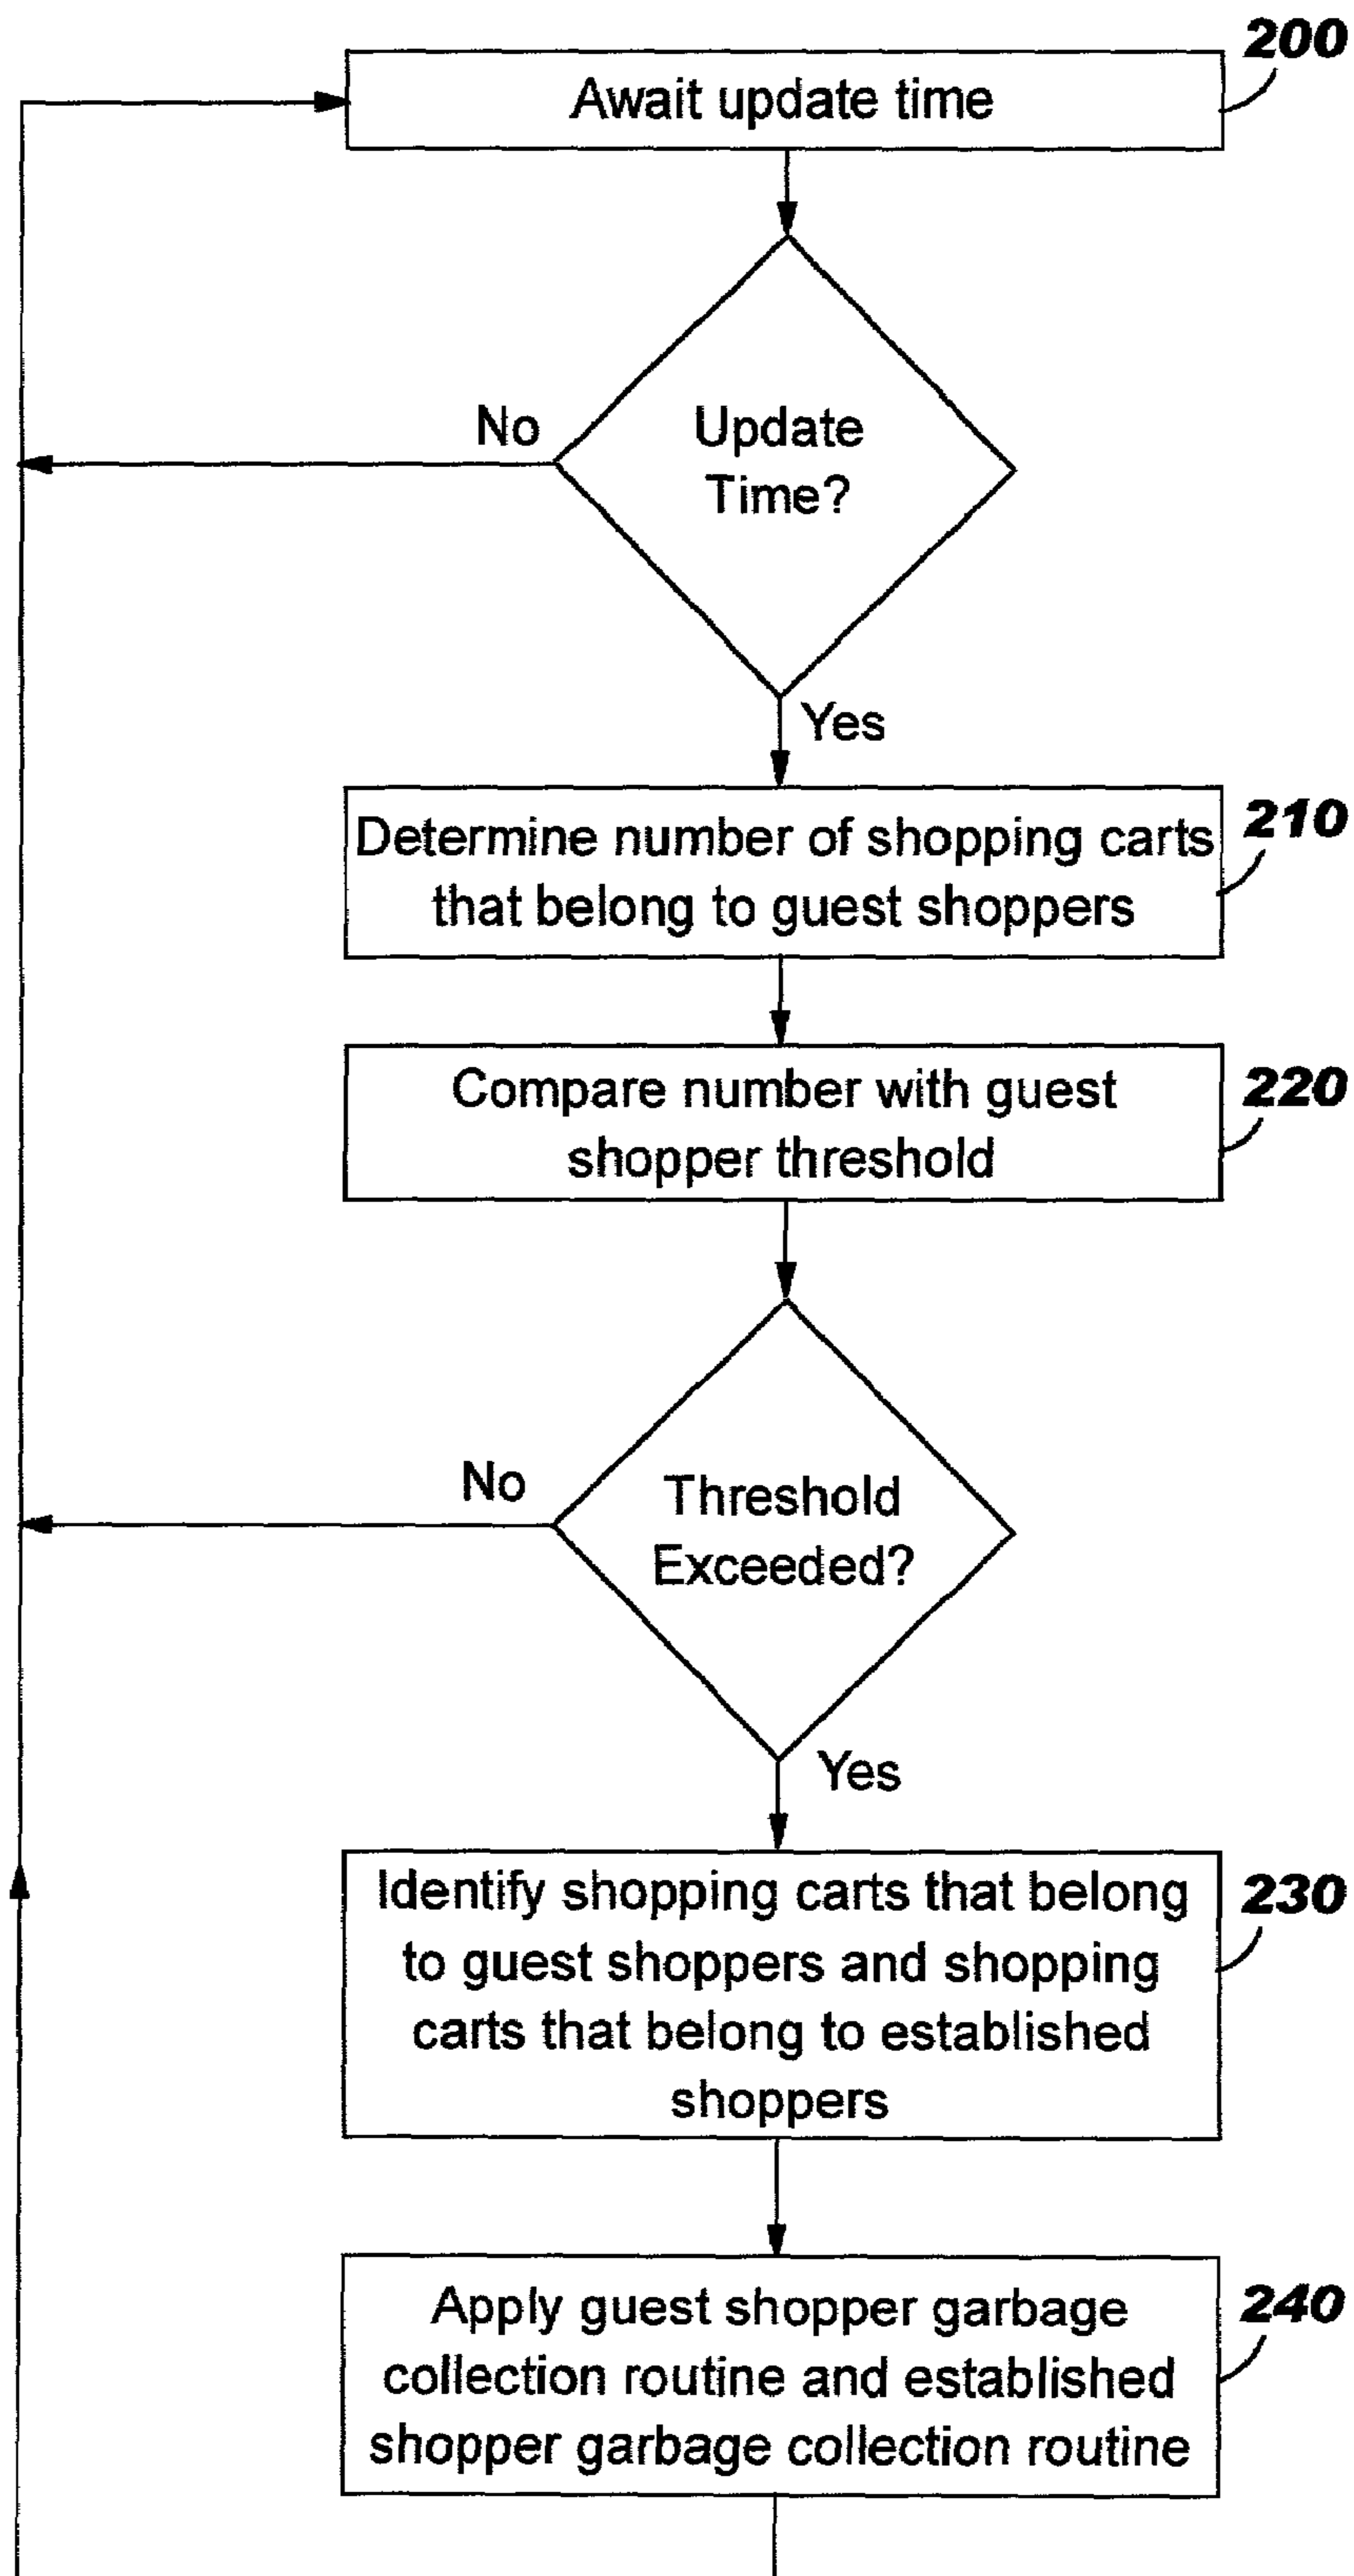 200
Await update time
No
Update
Time?
Yes
Determine number of shopping carts
that belong to guest shoppers
210
Compare number with guest
shopper threshold
220
No
Threshold
Exceeded?
Yes
Identify shopping carts that belong
to guest shoppers and shopping
carts that belong to established
shoppers
230
Apply guest shopper garbage
collection routine and established
shopper garbage collection routine
240